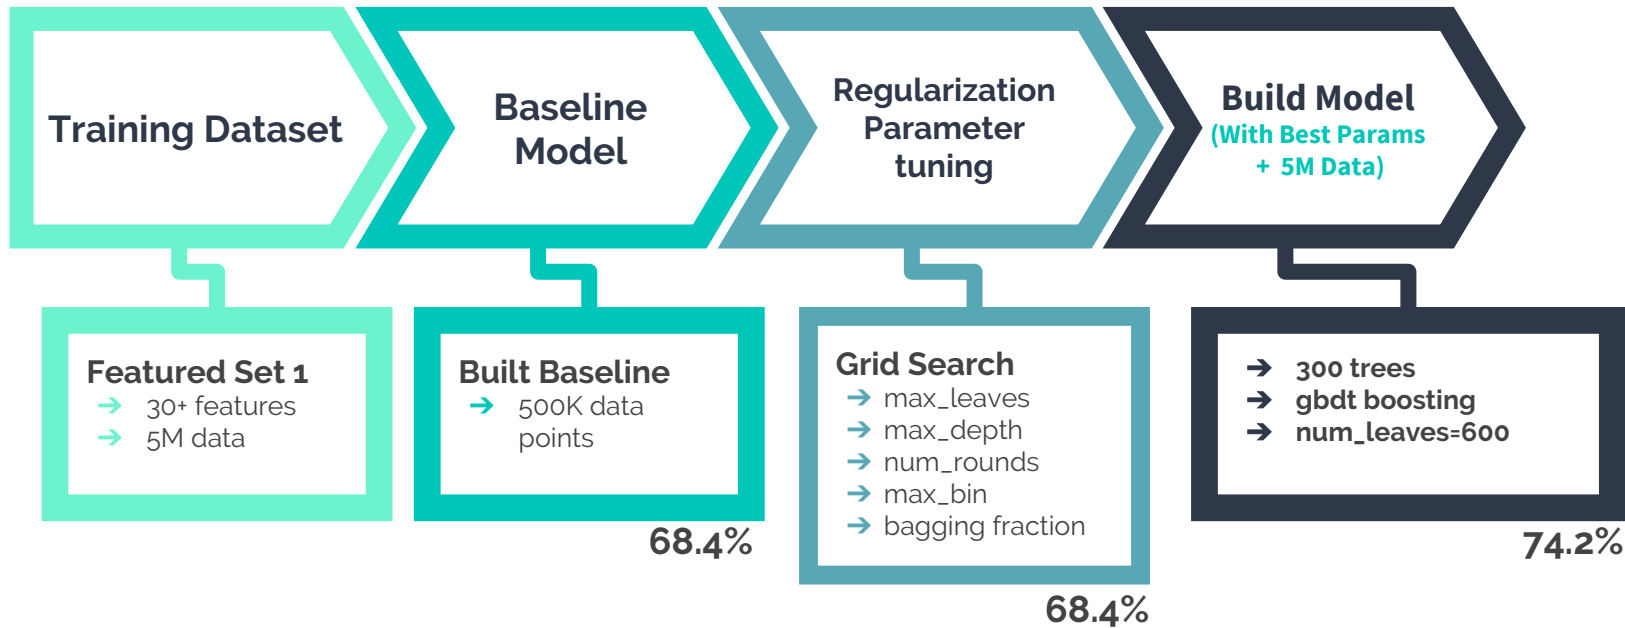 Training Dataset
Baseline
Model
Regularization
Parameter
tuning
Build Model
(With Best Params
+ 5M Data)
Featured Set 1
➔ 30+ features
➔ 5M data
Built Baseline
➔ 500K data
points
68.4%
Grid Search
➔ max_leaves
➔ max_depth
➔ num_rounds
➔ max_bin
➔ bagging fraction
68.4%
➔ 300 trees
➔ gbdt boosting
➔ num_leaves=600
74.2%